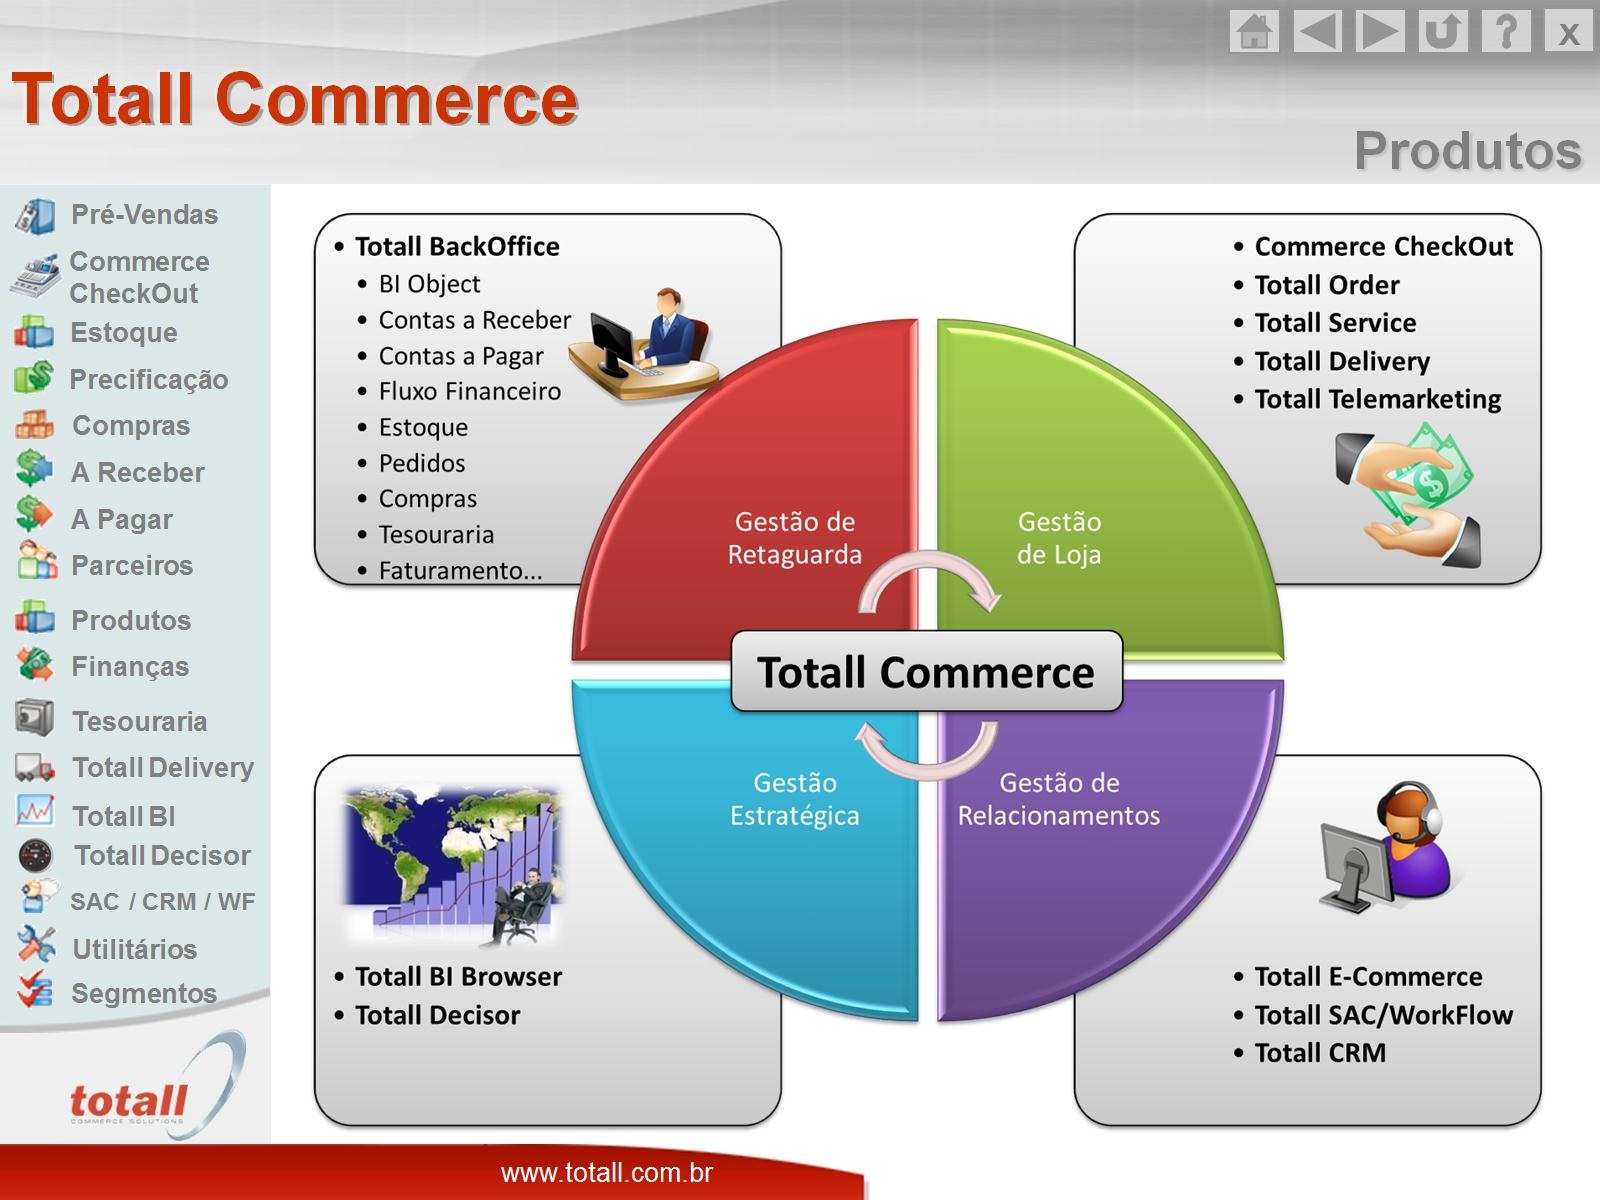 x
Totall Commerce
Produtos
Pré-Vendas
Commerce
CheckOut
Estoque
Precificação
Compras
A Receber
A Pagar
Parceiros
Produtos
Finanças
Tesouraria
Totall Delivery
Totall BI
Totall Decisor
SAC / CRM / WF
Utilitários
Segmentos
totall
COMMERCE SOLUTIONS
• Totall BackOffice
• BI Object
• Contas a Receber
• Contas a Pagar
• Fluxo Financeiro
• Estoque
• Pedidos
• Compras
• Tesouraria
• Faturamento...
• Commerce CheckOut
• Totall Order
• Totall Service
• Totall Delivery
• Totall Telemarketing
Gestão de
Retaguarda
Gestão
de Loja
Totall Commerce
Gestão
Estratégica
Gestão de
Relacionamentos
• Totall BI Browser
• Totall Decisor
• Totall E-Commerce
• Totall SAC/WorkFlow
• Totall CRM
www.totall.com.br